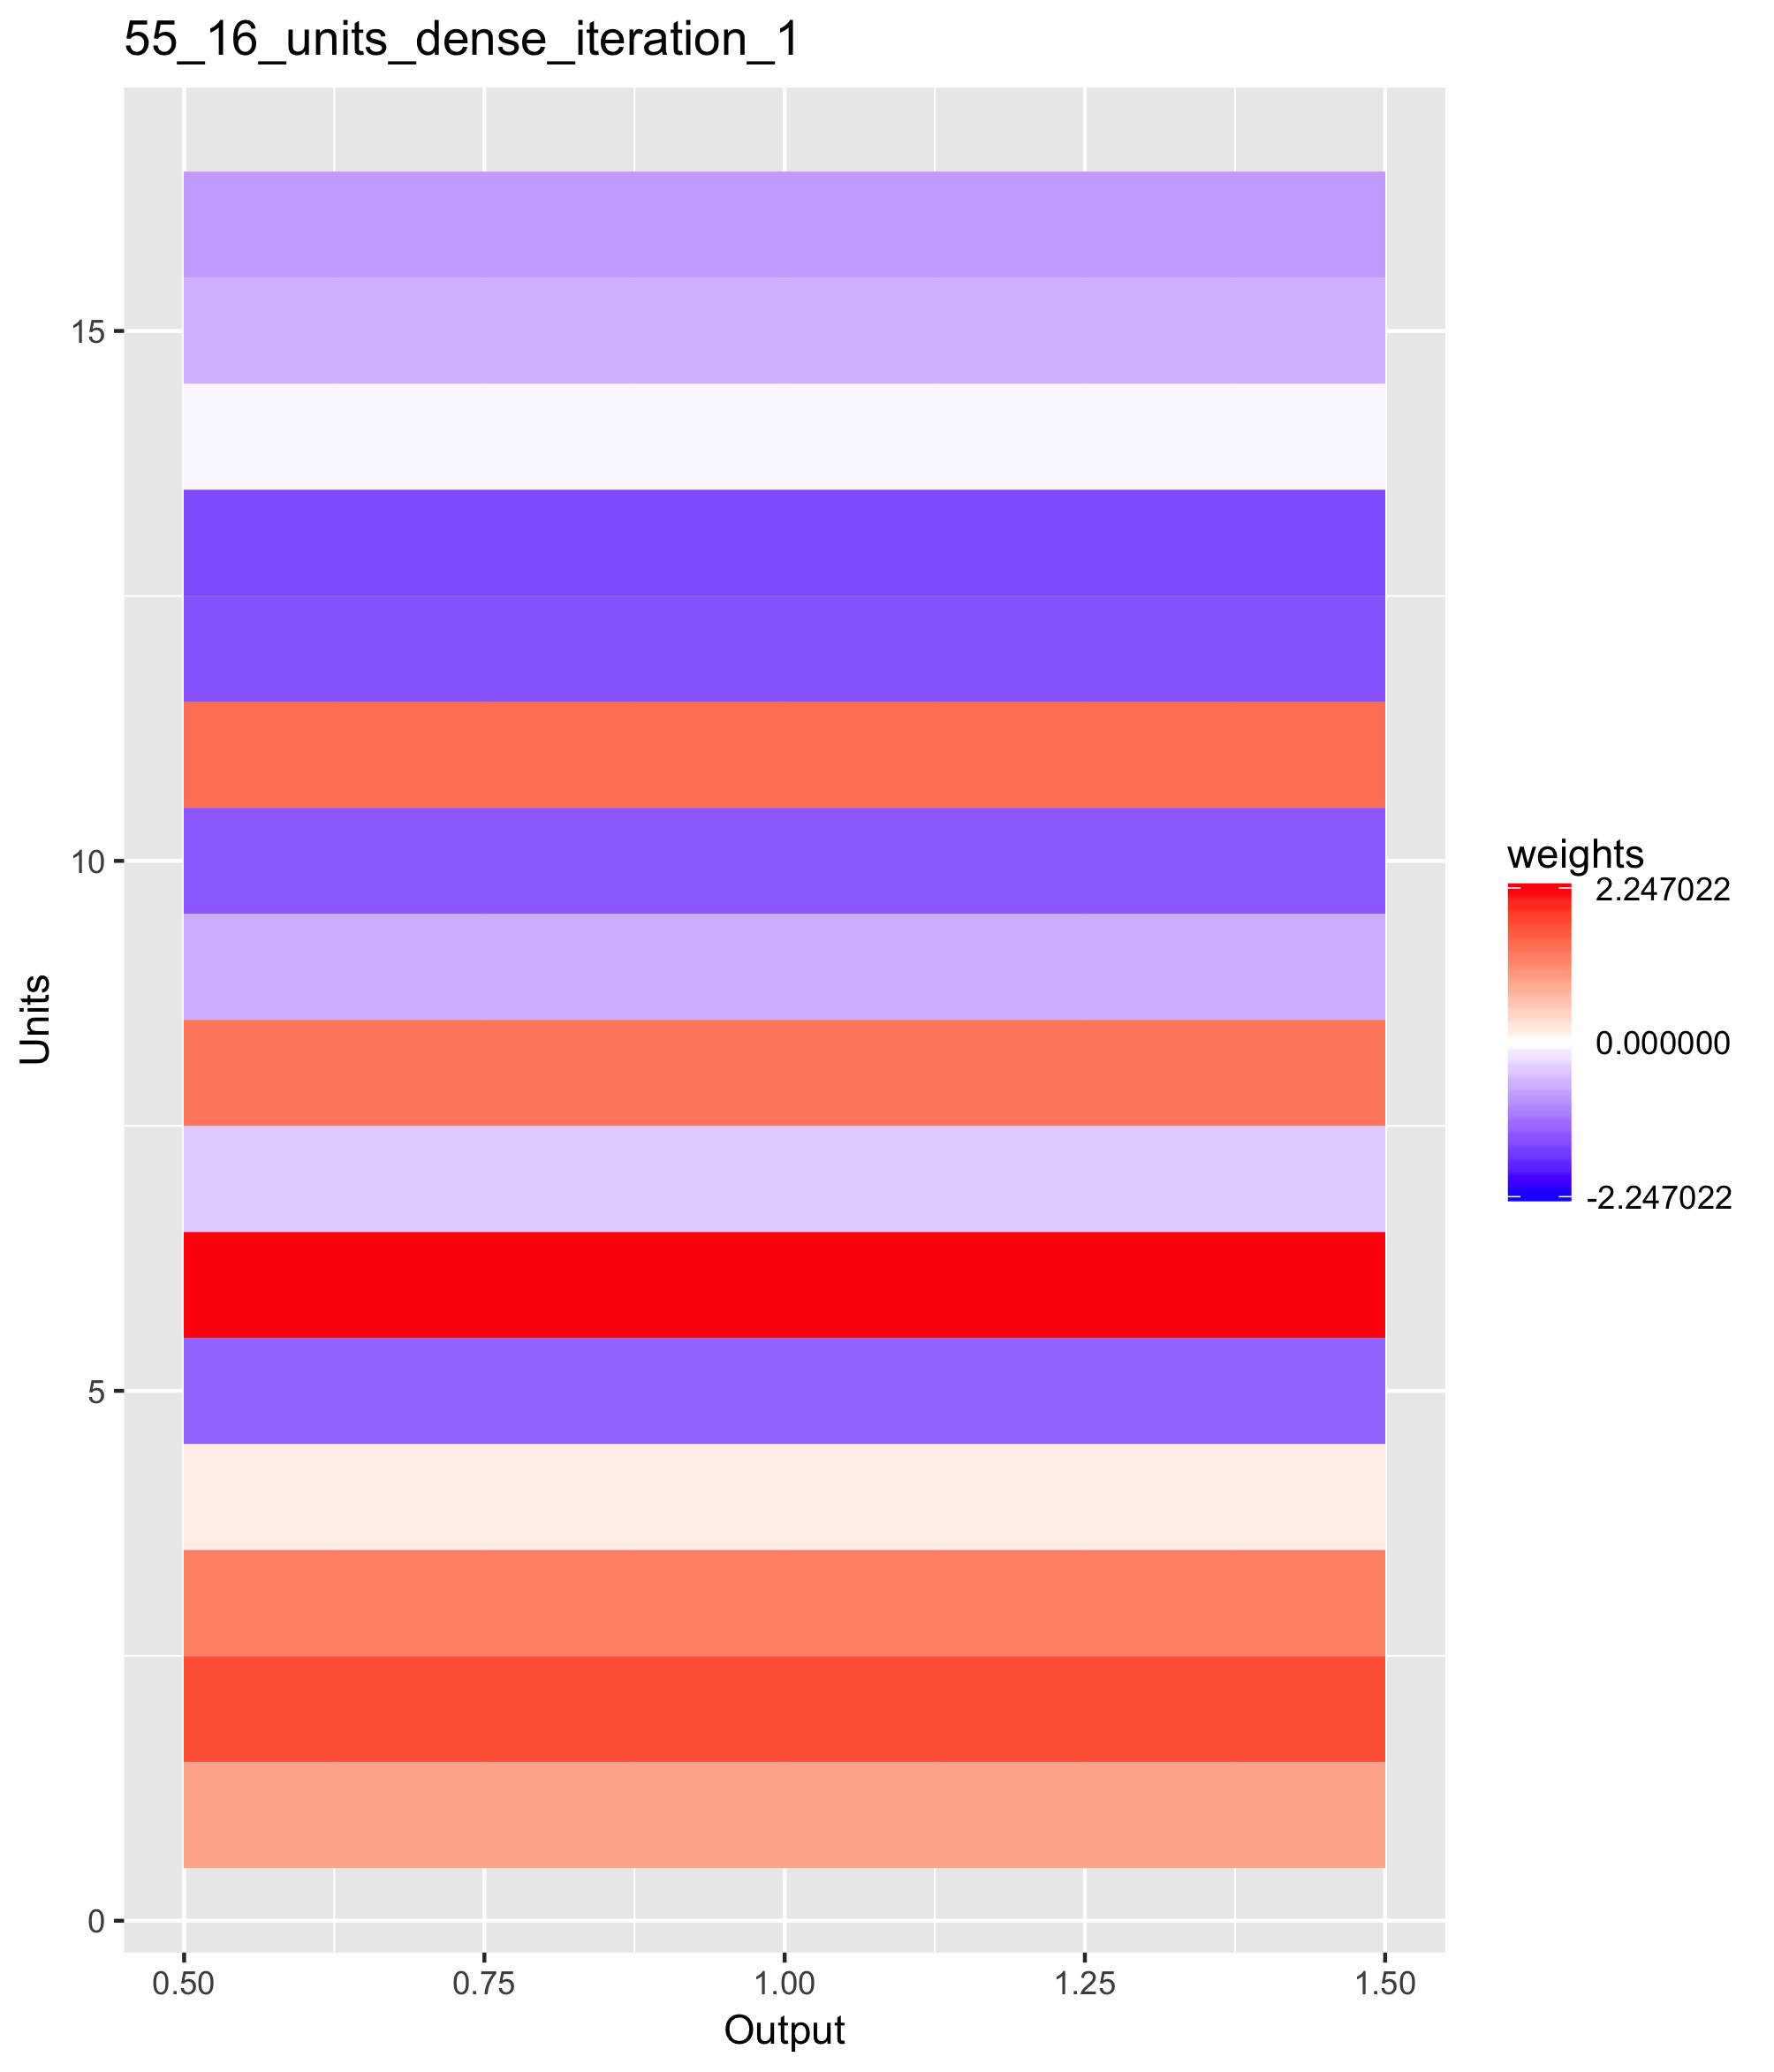 55_16_units_dense_iteration_1
15
10
5
0
Units
0.50 0.75 1.00 1.25 1.50
Output
weights
2.247022
0.000000
-2.247022